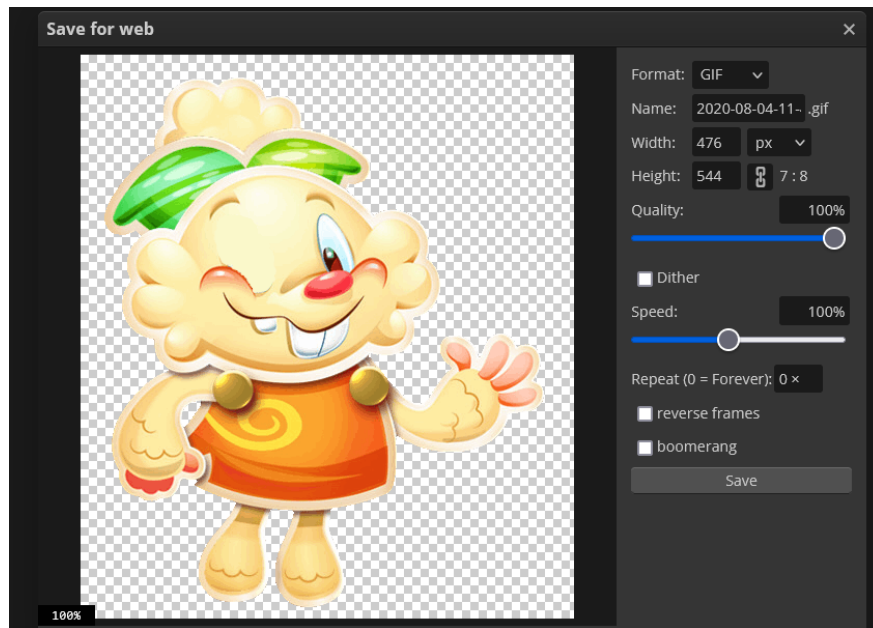 Save for web ×
Format: GIF
Name: 2020-08-04-11-. .gif
Width: 476 px
Height: 544 7 : 8
Quality: 100%
Dither
Speed: 100%
Repeat (0 = Forever): 0 ×
reverse frames
boomerang
Save
100%